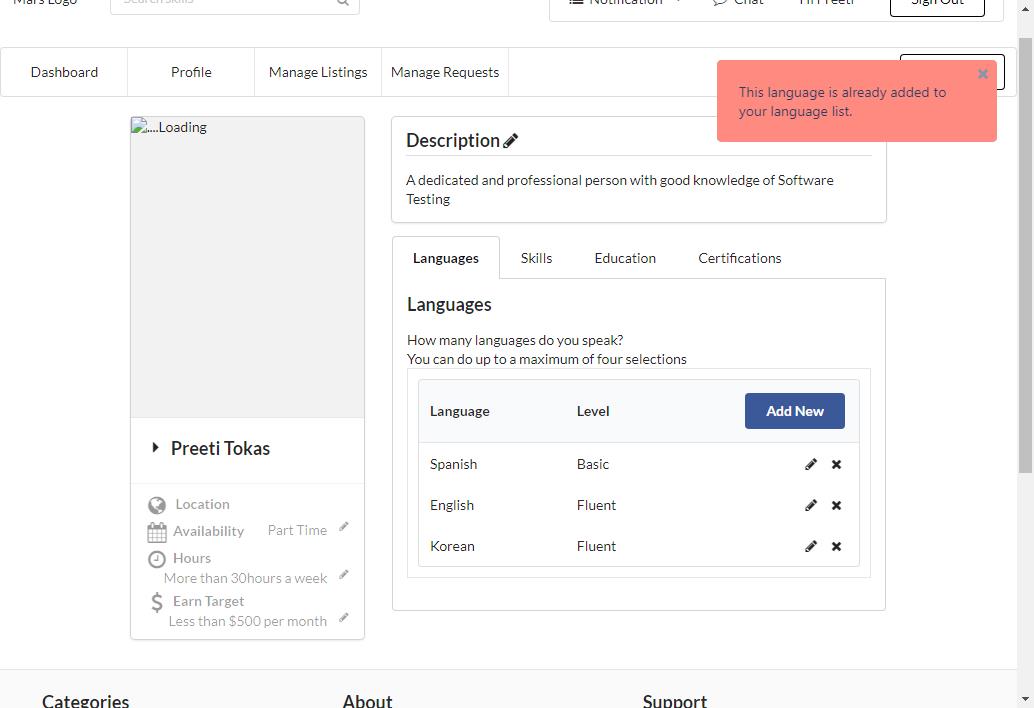 Mars Logo
Search skills
Notification
Chat
Hi Preeti
Sign Out
Dashboard
Profile
Manage Listings
Manage Requests
This language is already added to
your language list.
....Loading
Description
A dedicated and professional person with good knowledge of Software
Testing
Languages
Skills
Education
Certifications
Languages
How many languages do you speak?
You can do up to a maximum of four selections
Language
Level
Add New
Spanish
Basic
English
Fluent
Korean
Fluent
Preeti Tokas
Location
Availability
Part Time
Hours
More than 30hours a week
Earn Target
Less than $500 per month
Categories
About
Support